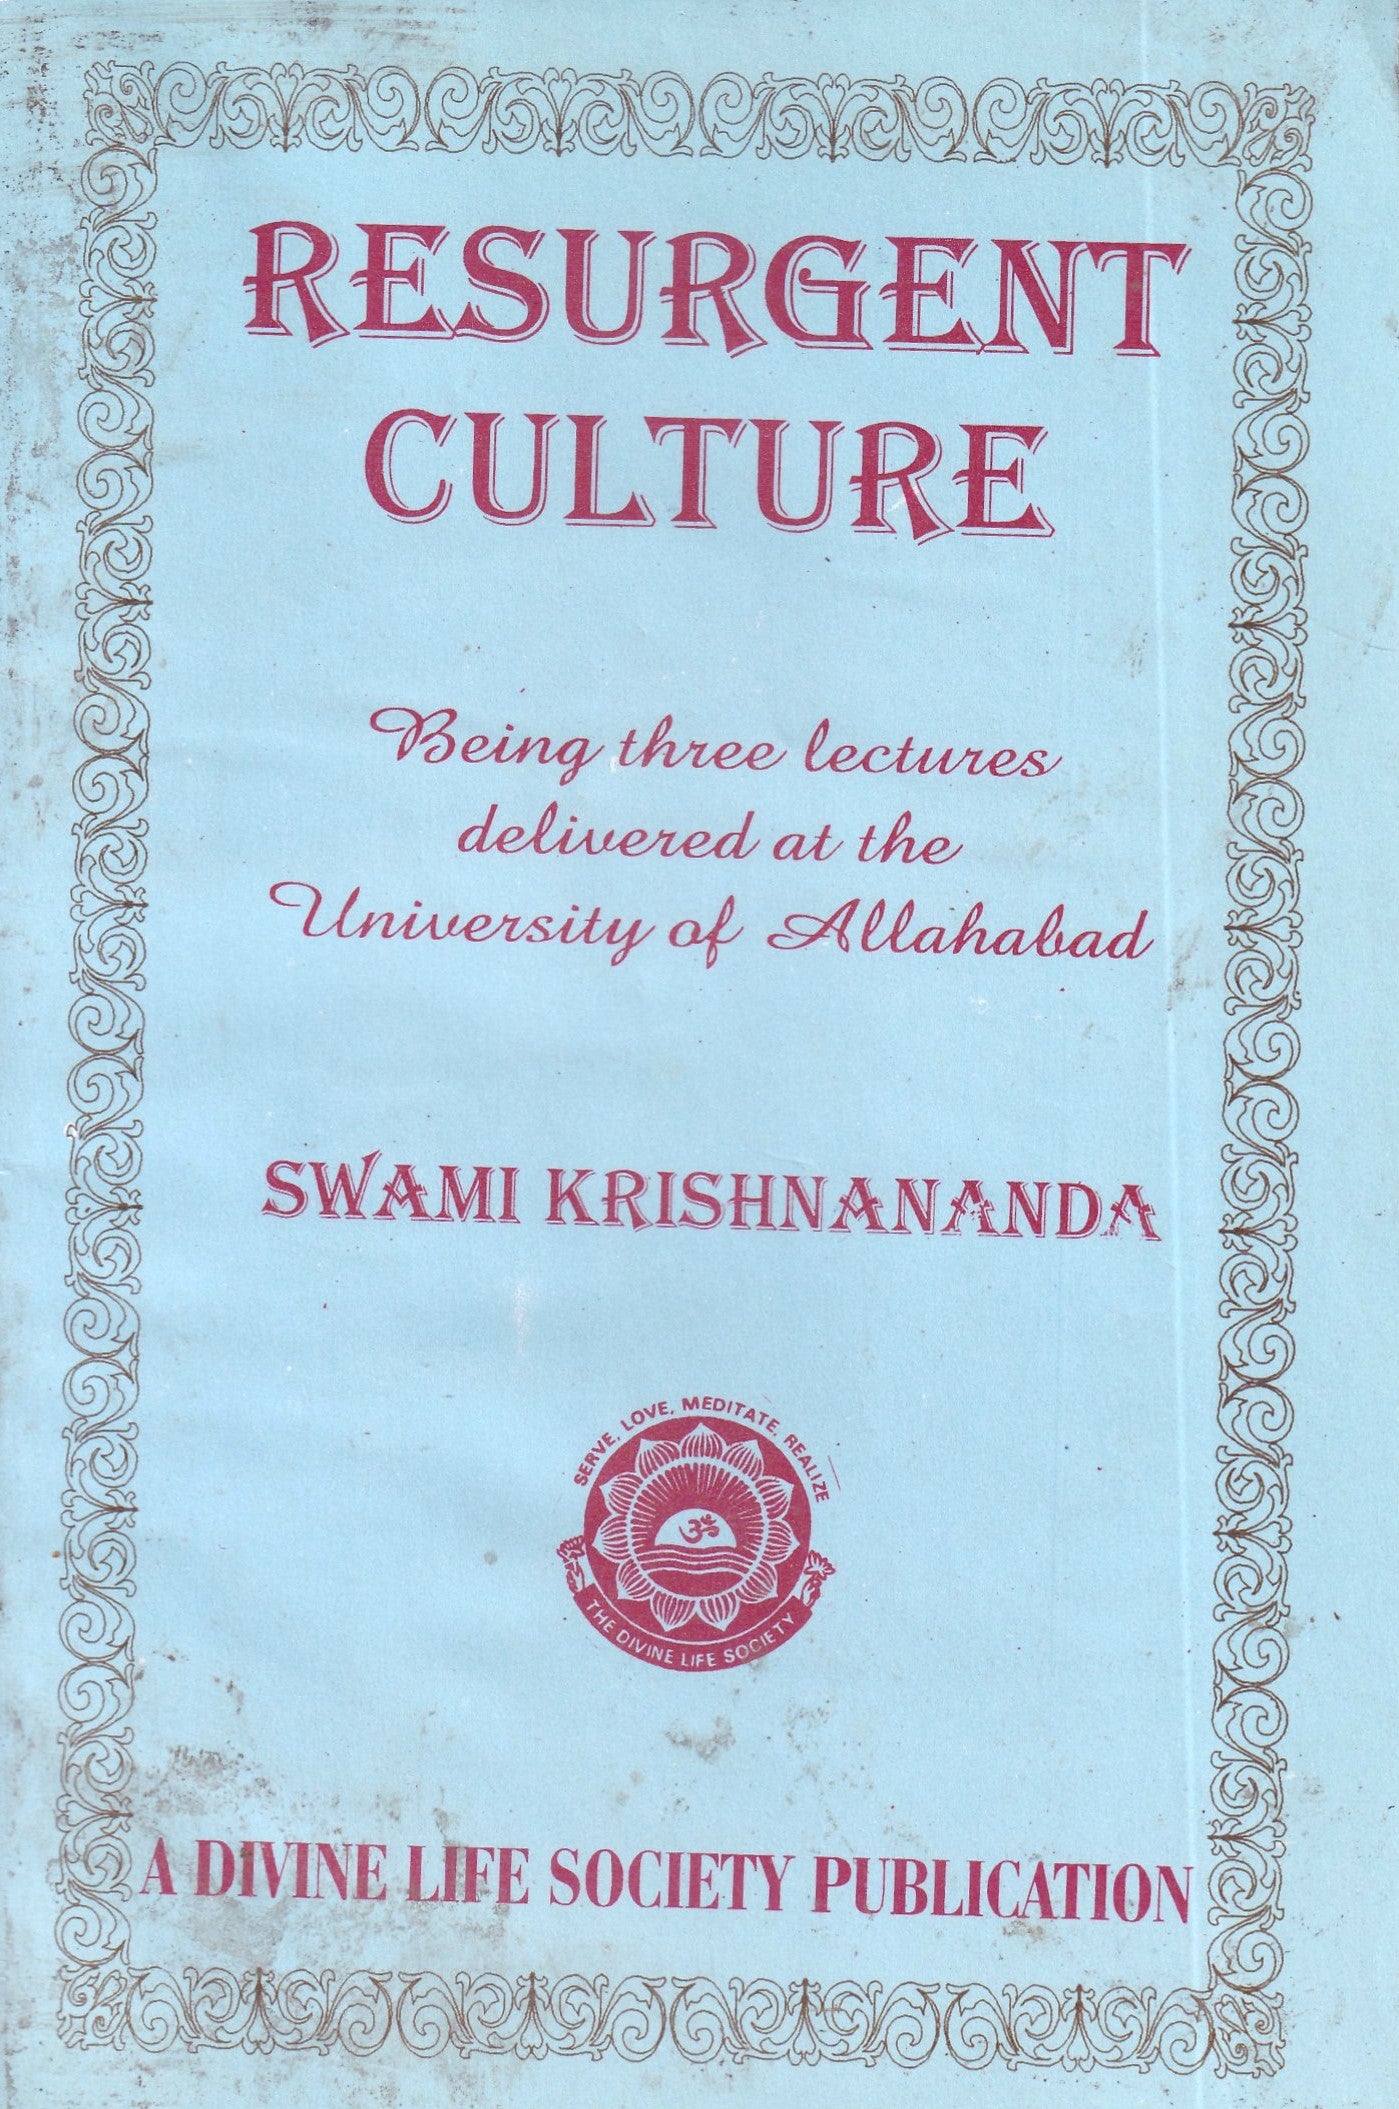 RESURGENT
CULTURE
Being three lectures
delivered at the
University of Allahabad
SWAMI KRISHNANANDA
SERVE, LOVE, MEDITATE, REALIZE
ॐ
THE DIVINE LIFE SOCIETY
A DIVINE LIFE SOCIETY PUBLICATION